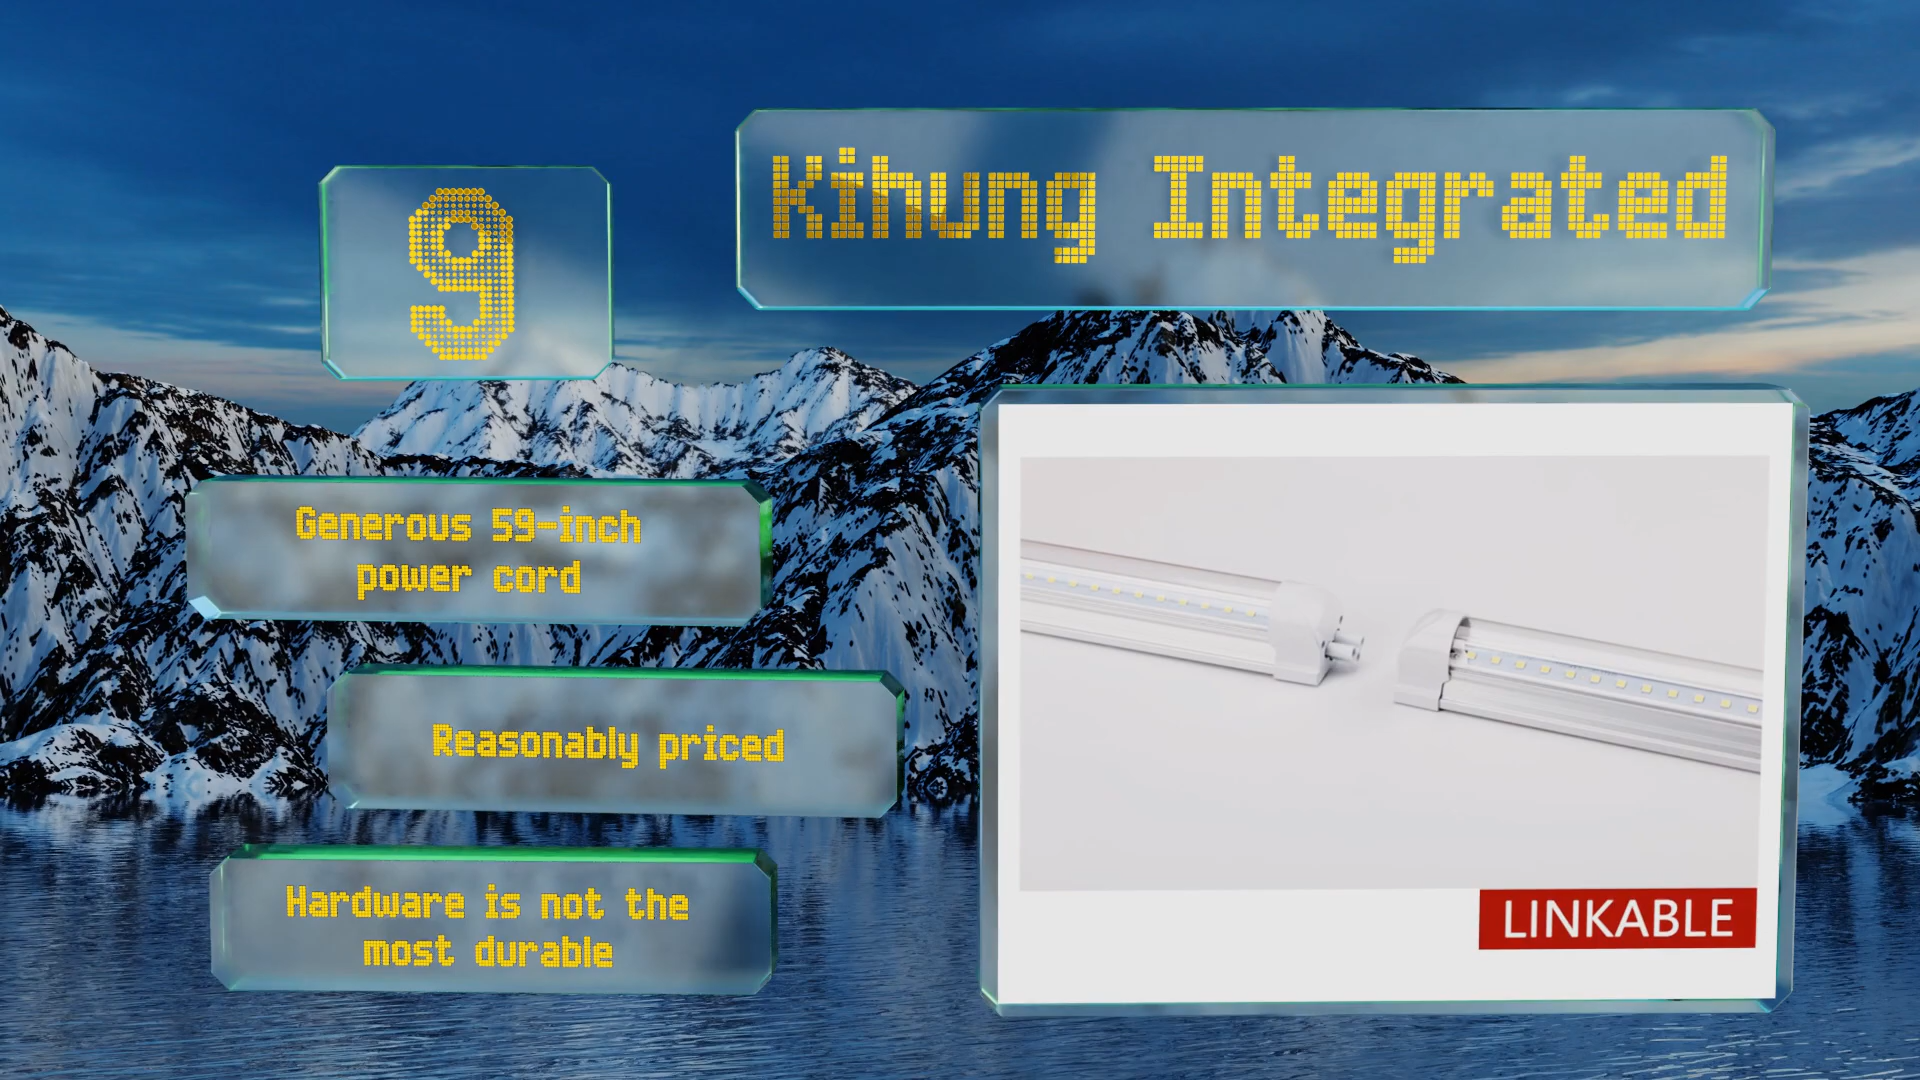 9
Kihung Integrated
Generous 59-inch
power cord
Reasonably priced
Hardware is not the
most durable
LINKABLE